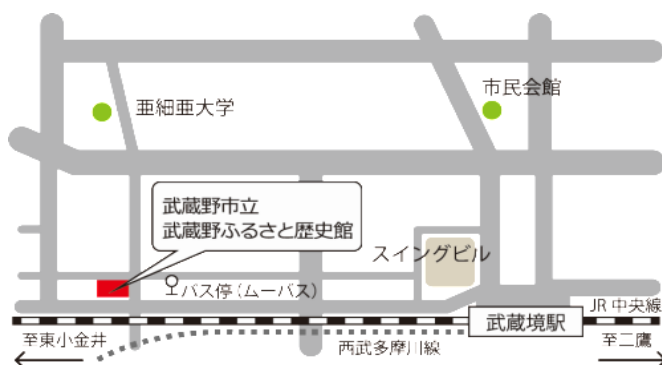 亜細亜大学
市民会館
武蔵野市立
武蔵野ふるさと歴史館
スイングビル
バス停(ムーバス)
JR中央線
武蔵境駅
至東小金井
西武多摩川線
至二鷹